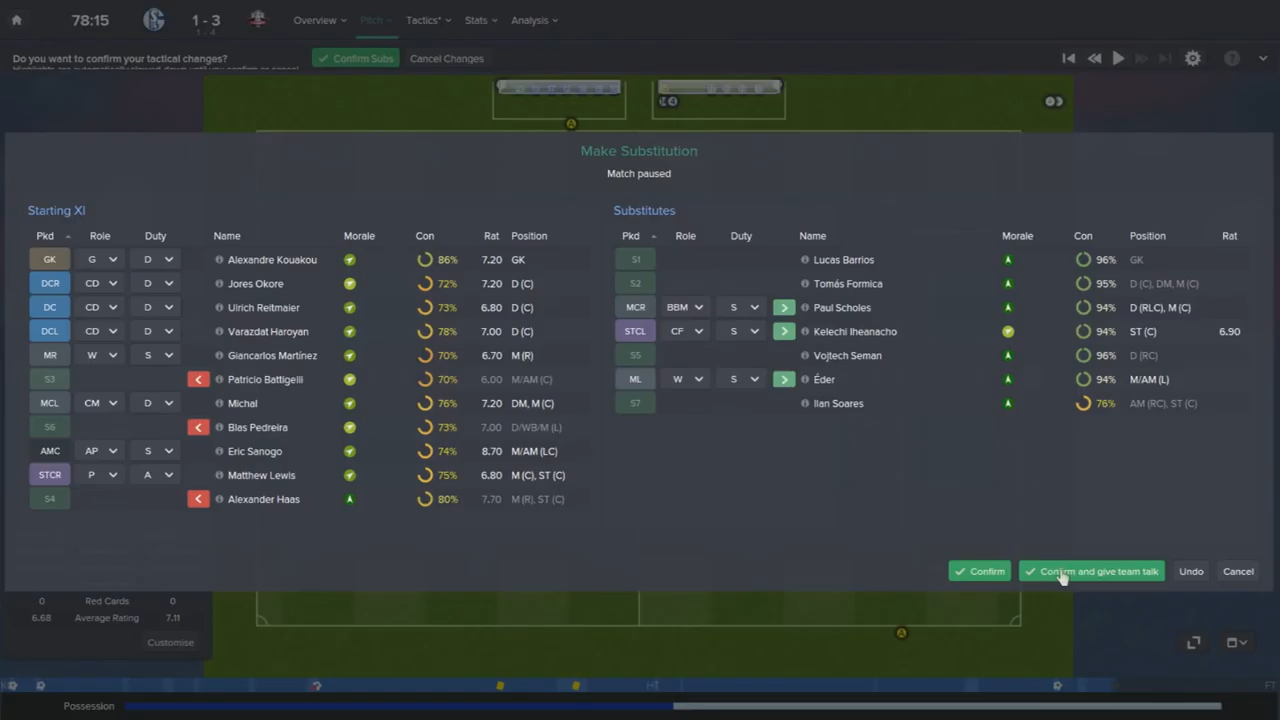 78:15 1 - 3 Overview Pitch Tactics* Stats Analysis
1 - 4
Do you want to confirm your tactical changes? Confirm Subs Cancel Changes
Make Substitution
Match paused
Starting XI
Pkd Role Duty Name Morale Con Rat Position
GK G D Alexandre Kouakou 86% 7.20 GK
DCR CD D Jores Okore 72% 7.20 D (C)
DC CD D Ulrich Reitmaier 73% 6.80 D (C)
DCL CD D Varazdat Haroyan 78% 7.00 D (C)
MR W S Giancarlos Martínez 70% 6.70 M (R)
S3 Patricio Battigelli 70% 6.00 M/AM (C)
MCL CM D Michal 76% 7.20 DM, M (C)
S6 Blas Pedreira 73% 7.00 D/WB/M (L)
AMC AP S Eric Sanogo 74% 8.70 M/AM (LC)
STCR P A Matthew Lewis 75% 6.80 M (C), ST (C)
S4 Alexander Haas 80% 7.70 M (R), ST (C)
Substitutes
Pkd Role Duty Name Morale Con Position Rat
S1 Lucas Barrios 96% GK
S2 Tomás Formica 95% D (C), DM, M (C)
MCR BBM S Paul Scholes 94% D (RLC), M (C)
STCL CF S Kelechi Iheanacho 94% ST (C) 6.90
S5 Vojtech Seman 96% D (RC)
ML W S Éder 94% M/AM (L)
S7 Ilan Soares 76% AM (RC), ST (C)
Confirm Confirm and give team talk Undo Cancel
0 Red Cards 0
6.68 Average Rating 7.11
Customise
HT FT
Possession